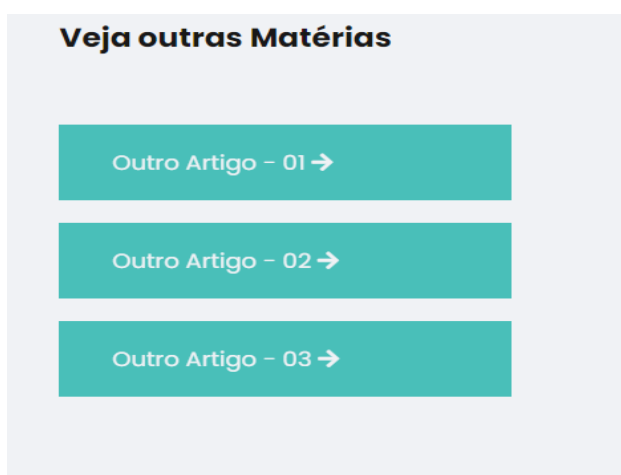 Veja outras Matérias
Outro Artigo - 01 →
Outro Artigo - 02 →
Outro Artigo - 03 →